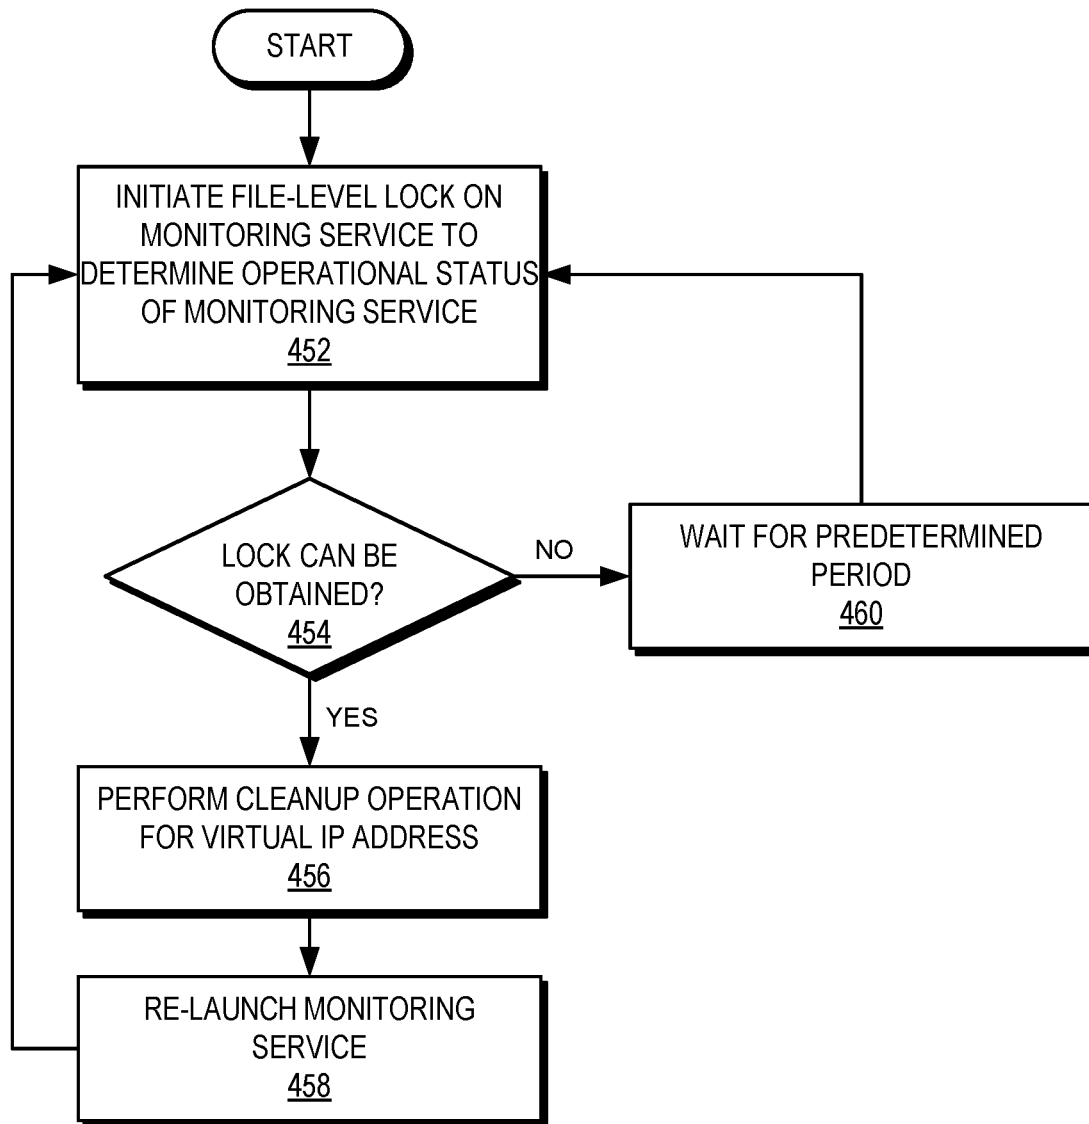 START
INITIATE FILE-LEVEL LOCK ON
MONITORING SERVICE TO
DETERMINE OPERATIONAL STATUS
OF MONITORING SERVICE
452
LOCK CAN BE
OBTAINED?
454
NO
WAIT FOR PREDETERMINED
PERIOD
460
YES
PERFORM CLEANUP OPERATION
FOR VIRTUAL IP ADDRESS
456
RE-LAUNCH MONITORING
SERVICE
458